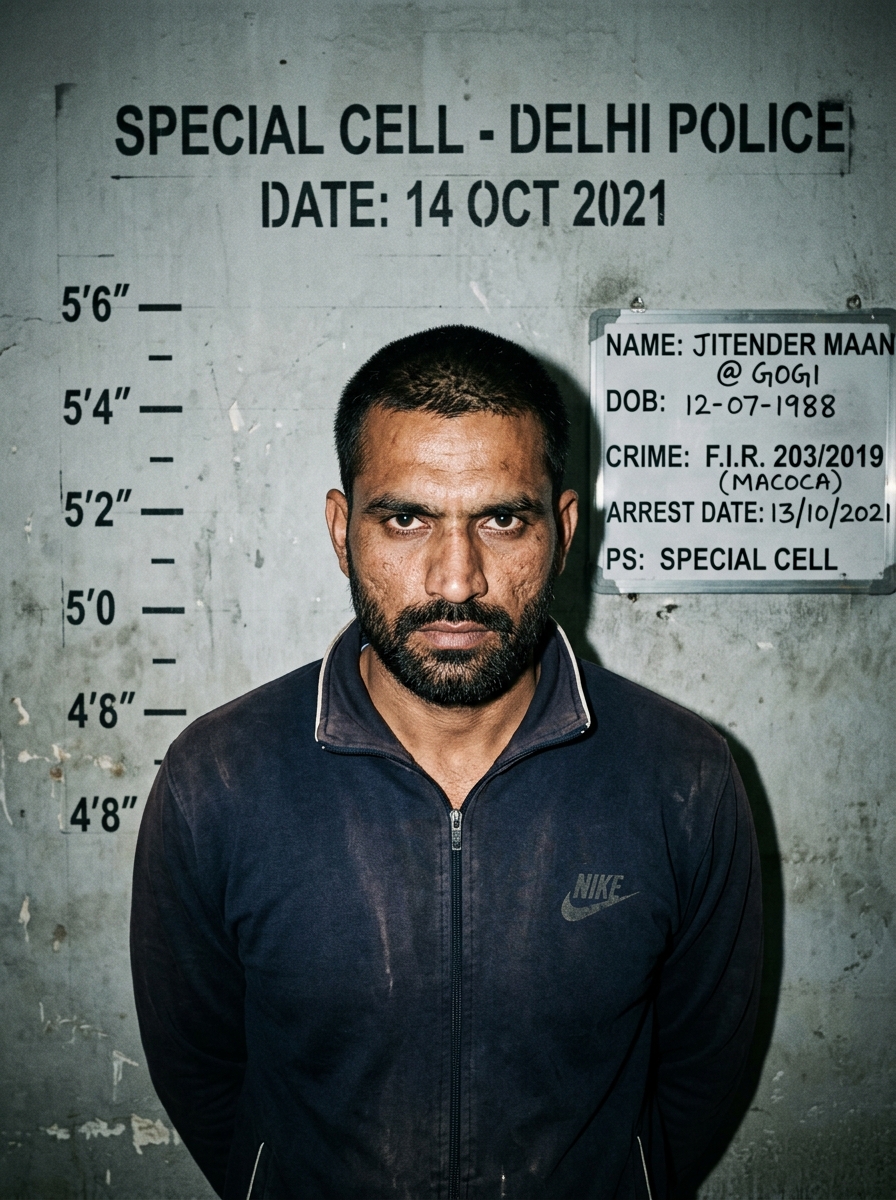 SPECIAL CELL - DELHI POLICE
DATE: 14 OCT 2021
5'6"
5'4"
5'2"
5'0
4'8"
4'8"
NAME: JITENDER MAAN
@ GOGI
DOB: 12-07-1988
CRIME: F.I.R. 203/2019
(MACOCA)
ARREST DATE: 13/10/2021
PS: SPECIAL CELL
NIKE